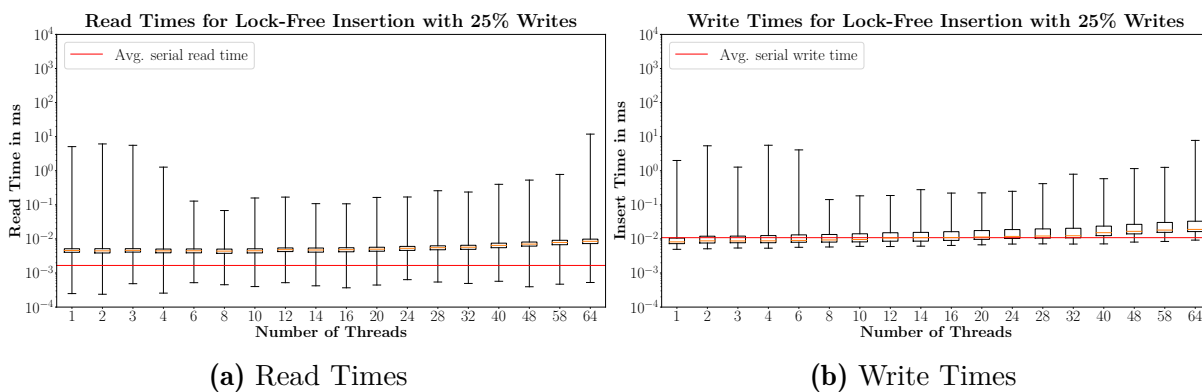 Read Times for Lock-Free Insertion with 25% Writes
Avg. serial read time
Read Time in ms
10^4
10^3
10^2
10^1
10^0
10^−1
10^−2
10^−3
10^−4
1 2 3 4 6 8 10 12 14 16 20 24 28 32 40 48 58 64
Number of Threads
(a) Read Times
Write Times for Lock-Free Insertion with 25% Writes
Avg. serial write time
Insert Time in ms
10^4
10^3
10^2
10^1
10^0
10^−1
10^−2
10^−3
10^−4
1 2 3 4 6 8 10 12 14 16 20 24 28 32 40 48 58 64
Number of Threads
(b) Write Times